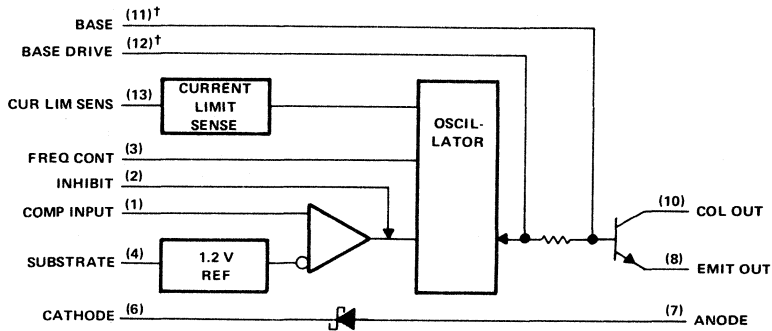 BASE (11)†
BASE DRIVE (12)†
CUR LIM SENS (13)
CURRENT
LIMIT
SENSE
OSCIL-
LATOR
FREQ CONT (3)
INHIBIT (2)
COMP INPUT (1)
(10) COL OUT
SUBSTRATE (4)
1.2 V
REF
(8) EMIT OUT
CATHODE (6)
(7) ANODE